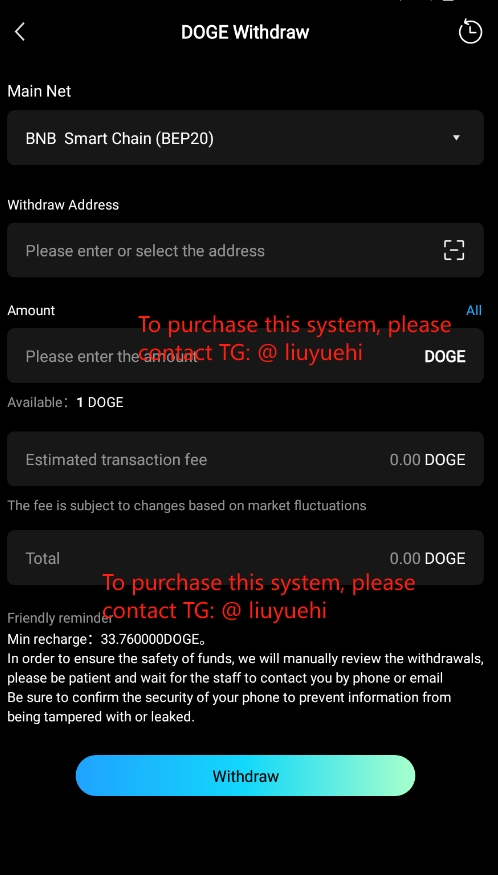 DOGE Withdraw
Main Net
BNB Smart Chain (BEP20)
Withdraw Address
Please enter or select the address
Amount
All
To purchase this system, please
contact TG: @ liuyuehi
Please enter the amount
DOGE
Available： 1 DOGE
Estimated transaction fee
0.00 DOGE
The fee is subject to changes based on market fluctuations
Total
0.00 DOGE
To purchase this system, please
contact TG: @ liuyuehi
Friendly reminder
Min recharge：33.760000DOGE。
In order to ensure the safety of funds, we will manually review the withdrawals,
please be patient and wait for the staff to contact you by phone or email
Be sure to confirm the security of your phone to prevent information from
being tampered with or leaked.
Withdraw